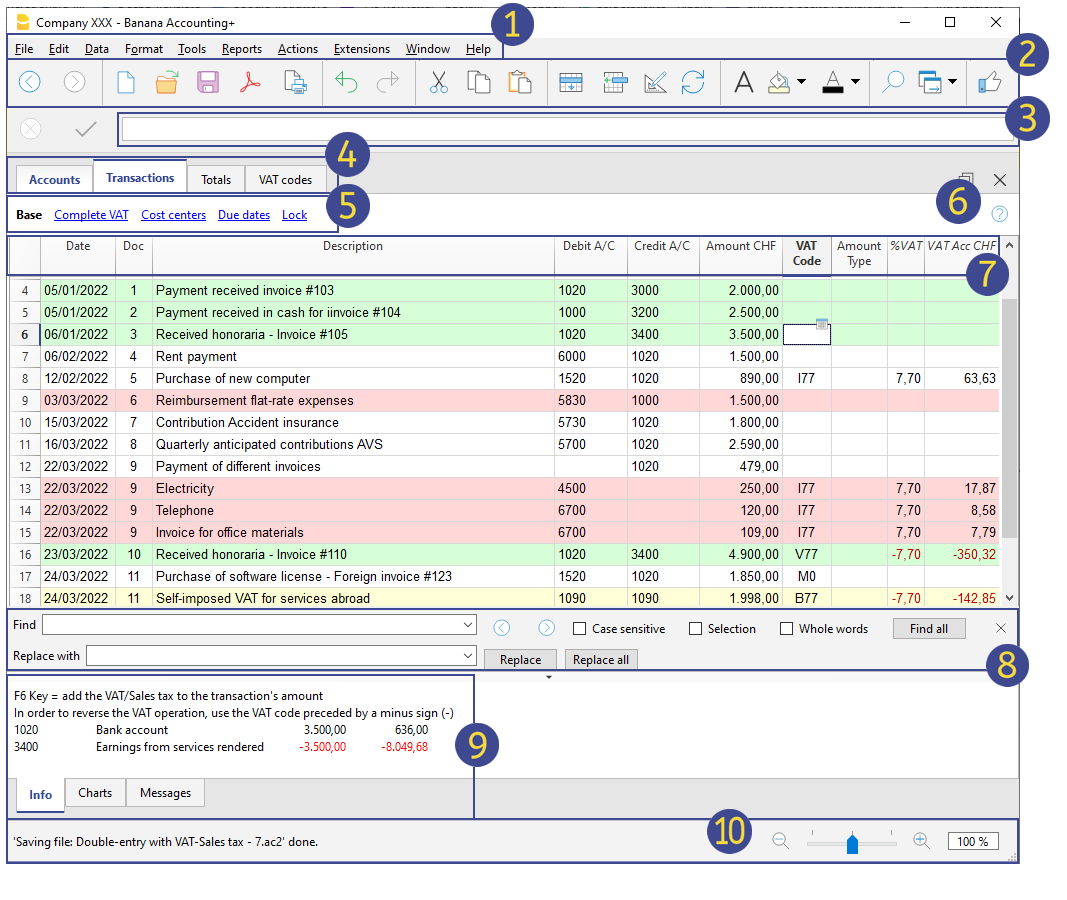 Company XXX - Banana Accounting+
1
File Edit Data Format Tools Reports Actions Extensions Window Help
2
A A
3
4
Accounts Transactions Totals VAT codes
5
Base Complete VAT Cost centers Due dates Lock
6
?
Date Doc Description Debit A/C Credit A/C Amount CHF VAT Code Amount Type %VAT VAT Acc CHF
7
4 05/01/2022 1 Payment received invoice #103 1020 3000 2.000,00
5 05/01/2022 2 Payment received in cash for iinvoice #104 1000 3200 2.500,00
6 06/01/2022 3 Received honoraria - Invoice #105 1020 3400 3.500,00
7 06/02/2022 4 Rent payment 6000 1020 1.500,00
8 12/02/2022 5 Purchase of new computer 1520 1020 890,00 I77 7,70 63,63
9 03/03/2022 6 Reimbursement flat-rate expenses 5830 1000 1.500,00
10 15/03/2022 7 Contribution Accident insurance 5730 1020 1.800,00
11 16/03/2022 8 Quarterly anticipated contributions AVS 5700 1020 2.590,00
12 22/03/2022 9 Payment of different invoices 1020 479,00
13 22/03/2022 9 Electricity 4500 250,00 I77 7,70 17,87
14 22/03/2022 9 Telephone 6700 120,00 I77 7,70 8,58
15 22/03/2022 9 Invoice for office materials 6700 109,00 I77 7,70 7,79
16 23/03/2022 10 Received honoraria - Invoice #110 1020 3400 4.900,00 V77 -7,70 -350,32
17 24/03/2022 11 Purchase of software license - Foreign invoice #123 1520 1020 1.850,00 M0
18 24/03/2022 11 Self-imposed VAT for services abroad 1090 1090 1.998,00 B77 -7,70 -142,85
Find Case sensitive Selection Whole words Find all
Replace with Replace Replace all
8
F6 Key = add the VAT/Sales tax to the transaction's amount
In order to reverse the VAT operation, use the VAT code preceded by a minus sign (-)
1020 Bank account 3.500,00 636,00
3400 Earnings from services rendered -3.500,00 -8.049,68
9
Info Charts Messages
10
'Saving file: Double-entry with VAT-Sales tax - 7.ac2' done. 100 %